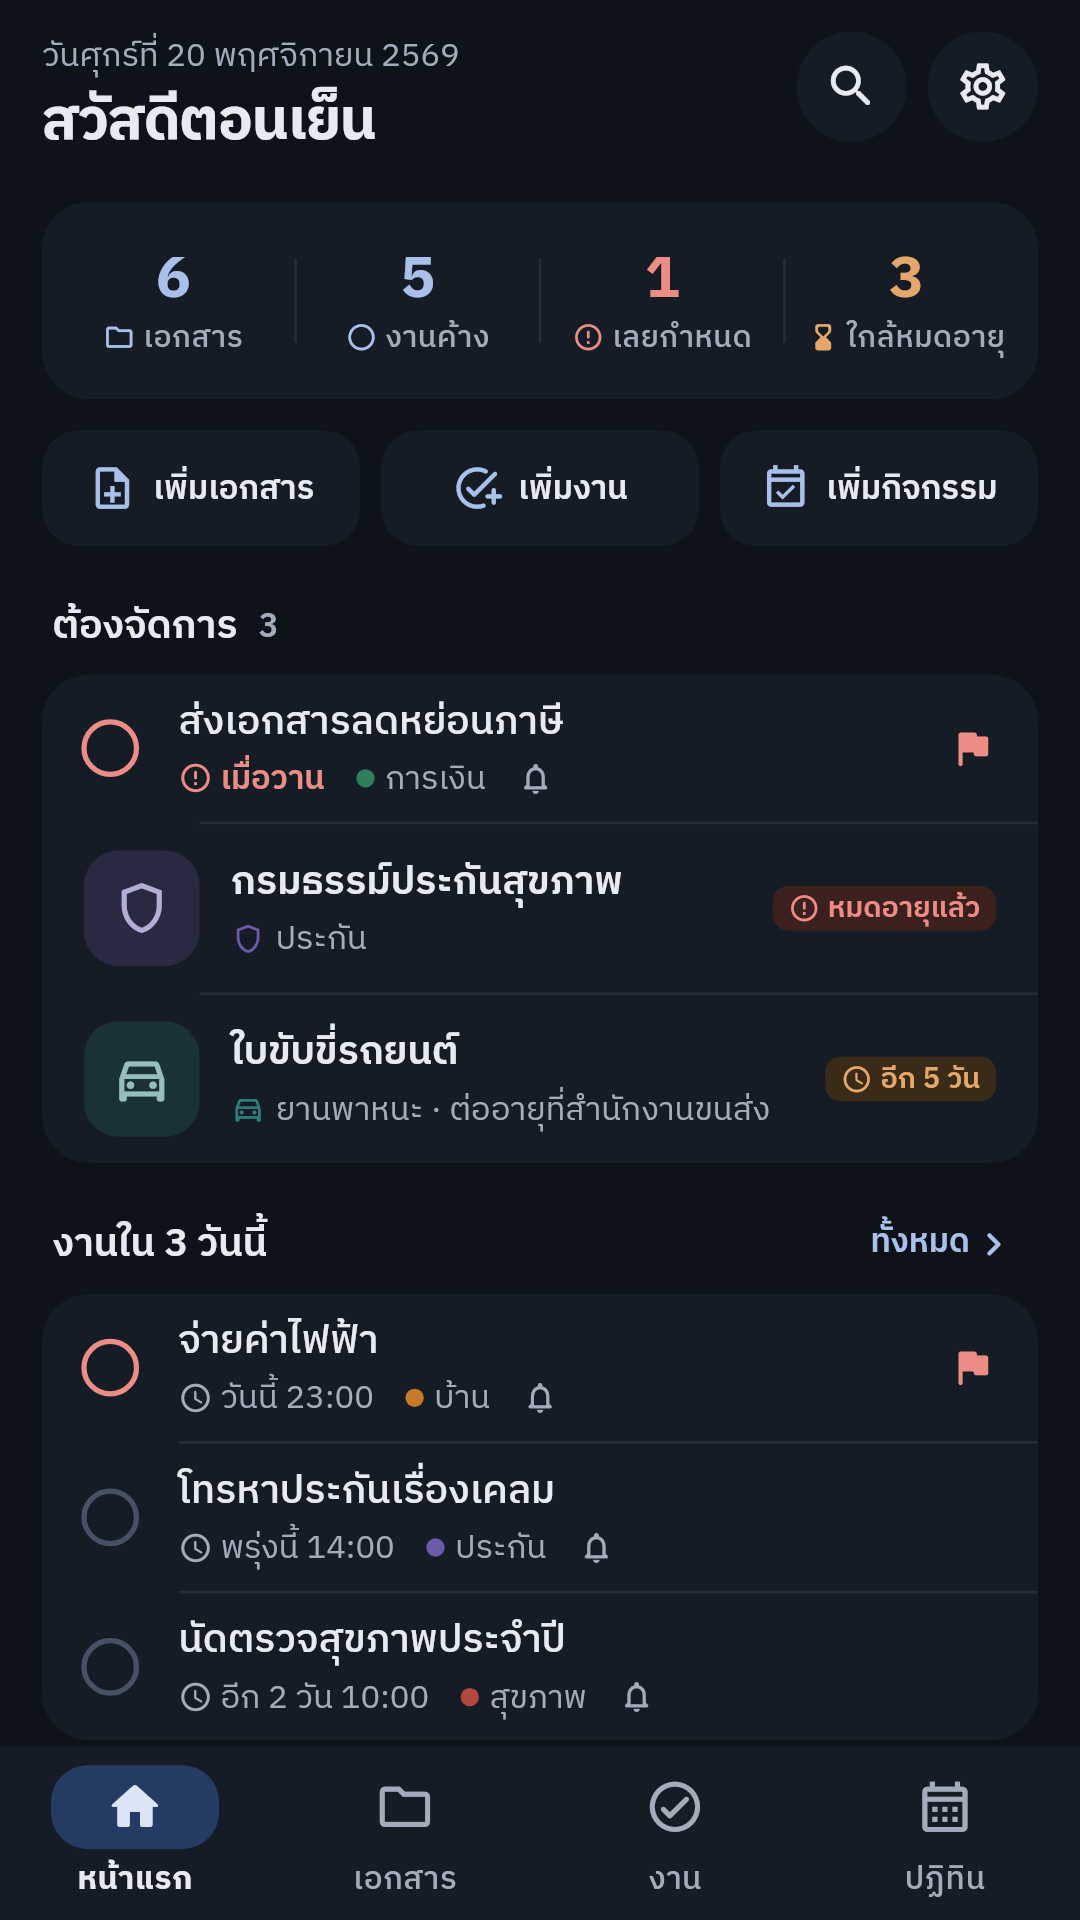 วันศุกร์ที่ 20 พฤศจิกายน 2569
สวัสดีตอนเย็น
6 5 1 3
เอกสาร งานค้าง เลยกำหนด ใกล้หมดอายุ
เพิ่มเอกสาร เพิ่มงาน เพิ่มกิจกรรม
ต้องจัดการ 3
ส่งเอกสารลดหย่อนภาษี
เมื่อวาน การเงิน
กรมธรรม์ประกันสุขภาพ
ประกัน
หมดอายุแล้ว
ใบขับขี่รถยนต์
ยานพาหนะ · ต่ออายุที่สำนักงานขนส่ง
อีก 5 วัน
งานใน 3 วันนี้ ทั้งหมด
จ่ายค่าไฟฟ้า
วันนี้ 23:00 บ้าน
โทรหาประกันเรื่องเคลม
พรุ่งนี้ 14:00 ประกัน
นัดตรวจสุขภาพประจำปี
อีก 2 วัน 10:00 สุขภาพ
หน้าแรก เอกสาร งาน ปฏิทิน